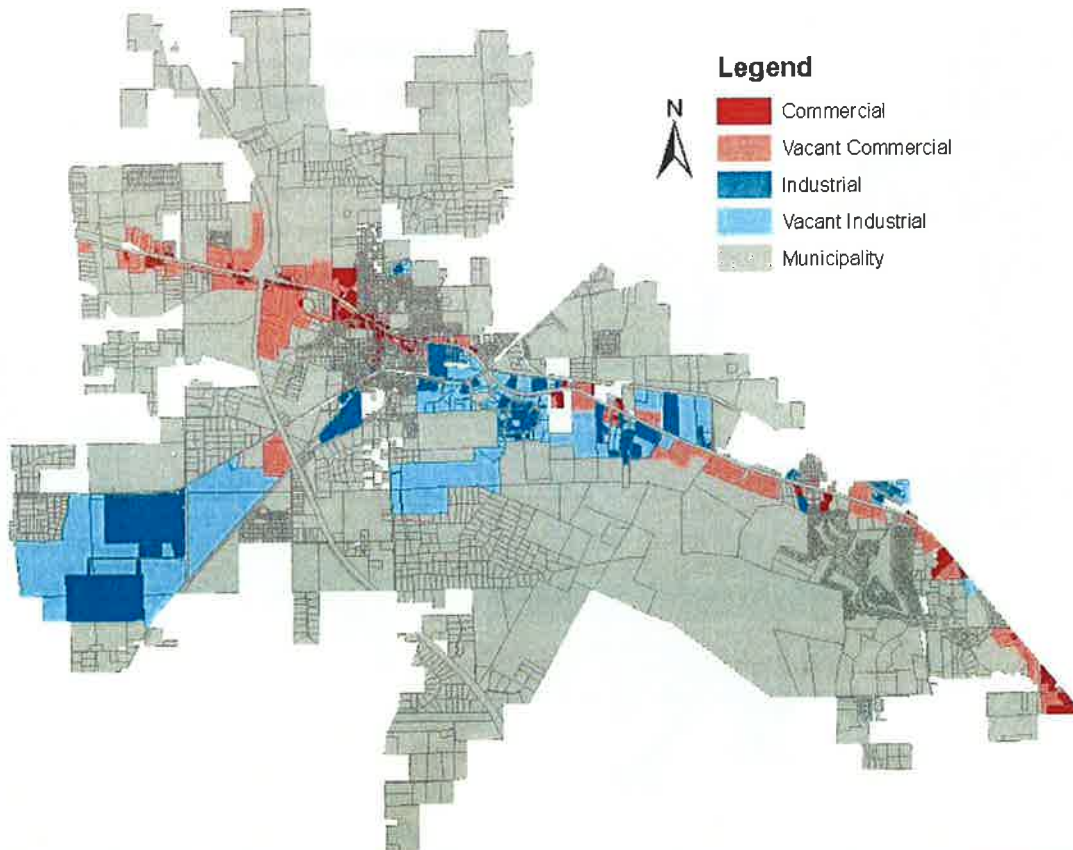 Legend
N
Commercial
Vacant Commercial
Industrial
Vacant Industrial
Municipality